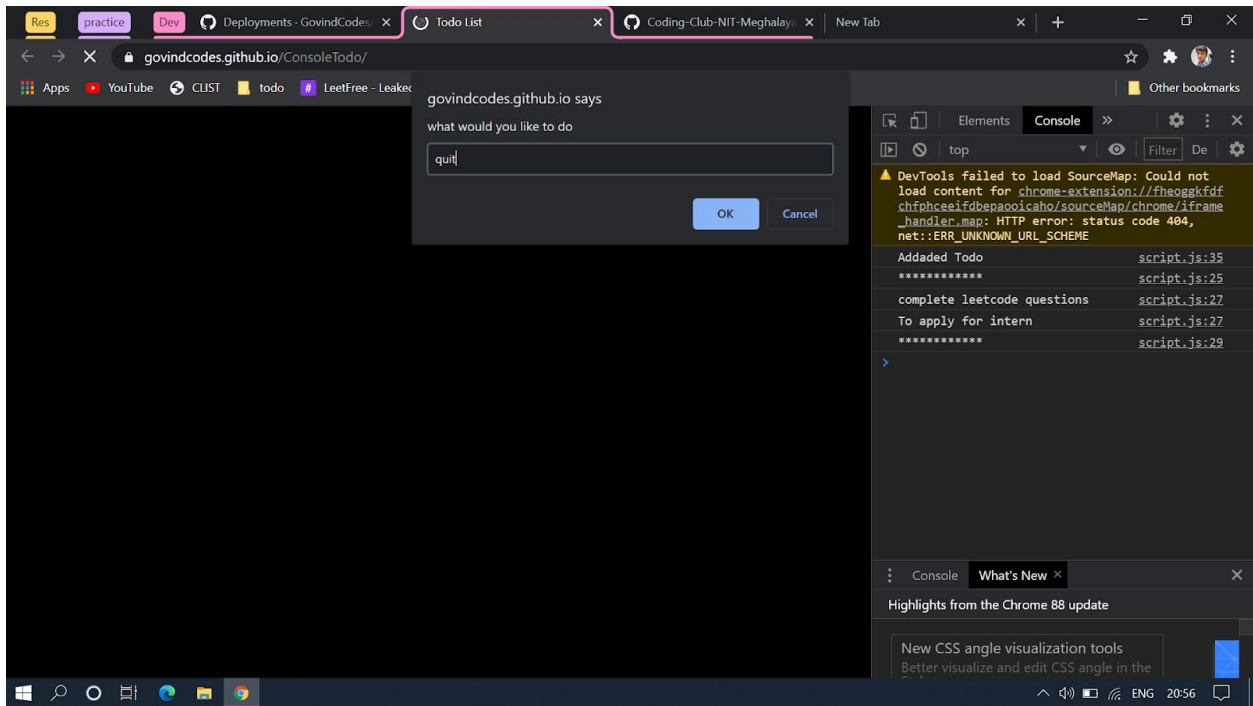 Res practice Dev Deployments · GovindCodes/ Todo List Coding-Club-NIT-Meghalaya New Tab
govindcodes.github.io/ConsoleTodo/
Apps YouTube CLIST todo # LeetFree - Leaked Other bookmarks
govindcodes.github.io says
what would you like to do
quit
OK Cancel
Elements Console »
top Filter De
DevTools failed to load SourceMap: Could not
load content for chrome-extension://fheoggkfdf
chfphceeifdbepaooicaho/sourceMap/chrome/iframe
_handler.map: HTTP error: status code 404,
net::ERR_UNKNOWN_URL_SCHEME
Addaded Todo script.js:35
************ script.js:25
complete leetcode questions script.js:27
To apply for intern script.js:27
************ script.js:29
>
Console What's New
Highlights from the Chrome 88 update
New CSS angle visualization tools
Better visualize and edit CSS angle in the
ENG 20:56